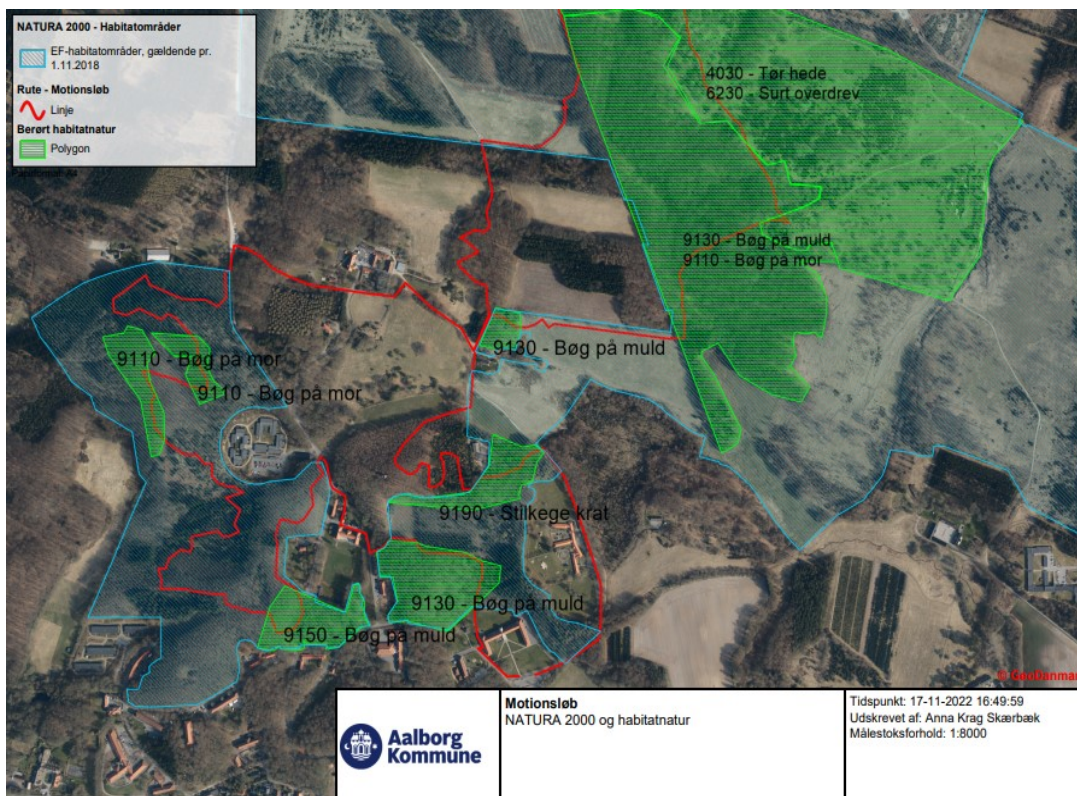 NATURA 2000 - Habitatområder
EF-habitatområder, gældende pr.
1.11.2018
Rute - Motionsløb
Linje
Berørt habitatnatur
Polygon
4030 - Tør hede
6230 - Surt overdrev
9130 - Bøg på muld
9110 - Bøg på mor
9130 - Bøg på muld
9110 - Bøg på mor
9110 - Bøg på mor
9190 - Stilkege krat
9130 - Bøg på muld
9150 - Bøg på muld
© GeoDanmar
Aalborg
Kommune
Motionsløb
NATURA 2000 og habitatnatur
Tidspunkt: 17-11-2022 16:49:59
Udskrevet af: Anna Krag Skærbæk
Målestoksforhold: 1:8000